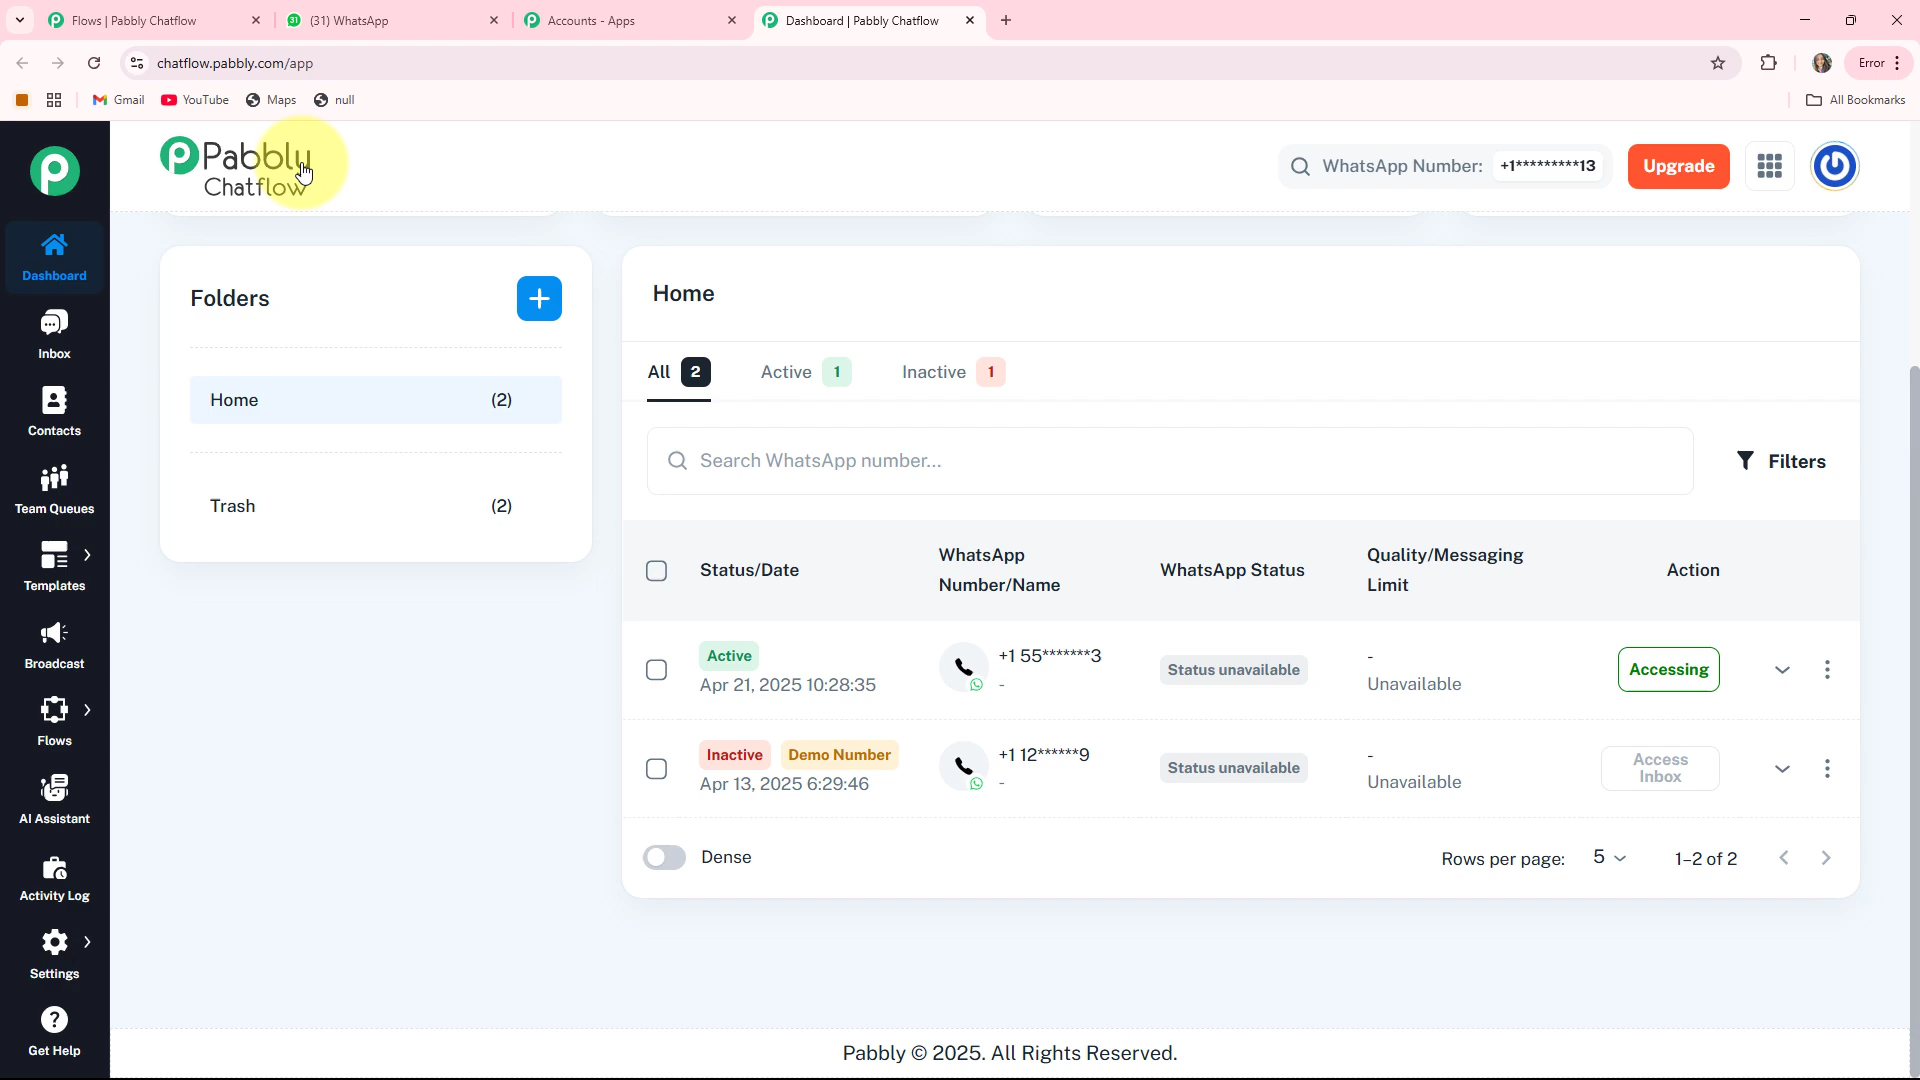 Flows | Pabbly Chatflow
(31) WhatsApp
Accounts - Apps
Dashboard | Pabbly Chatflow
chatflow.pabbly.com/app
Error
Gmail
YouTube
Maps
null
All Bookmarks
Pabbly
Chatflow
WhatsApp Number: +1*********13
Upgrade
Dashboard
Inbox
Contacts
Team Queues
Templates
Broadcast
Flows
AI Assistant
Activity Log
Settings
Get Help
Folders
Home (2)
Trash (2)
Home
All 2 Active 1 Inactive 1
Search WhatsApp number...
Filters
Status/Date
WhatsApp
Number/Name
WhatsApp Status
Quality/Messaging
Limit
Action
Active
Apr 21, 2025 10:28:35
+1 55*******3
-
Status unavailable
-
Unavailable
Accessing
Inactive Demo Number
Apr 13, 2025 6:29:46
+1 12******9
-
Status unavailable
-
Unavailable
Access
Inbox
Dense
Rows per page: 5
1–2 of 2
Pabbly © 2025. All Rights Reserved.